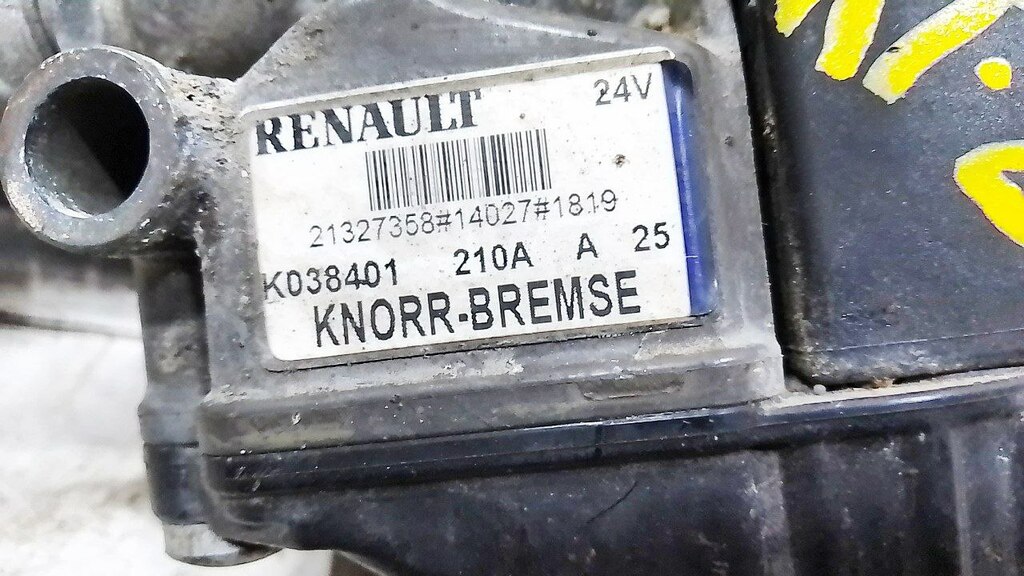 RENAULT 24V
21327358#14027#1819
K038401 210A A 25
KNORR-BREMSE